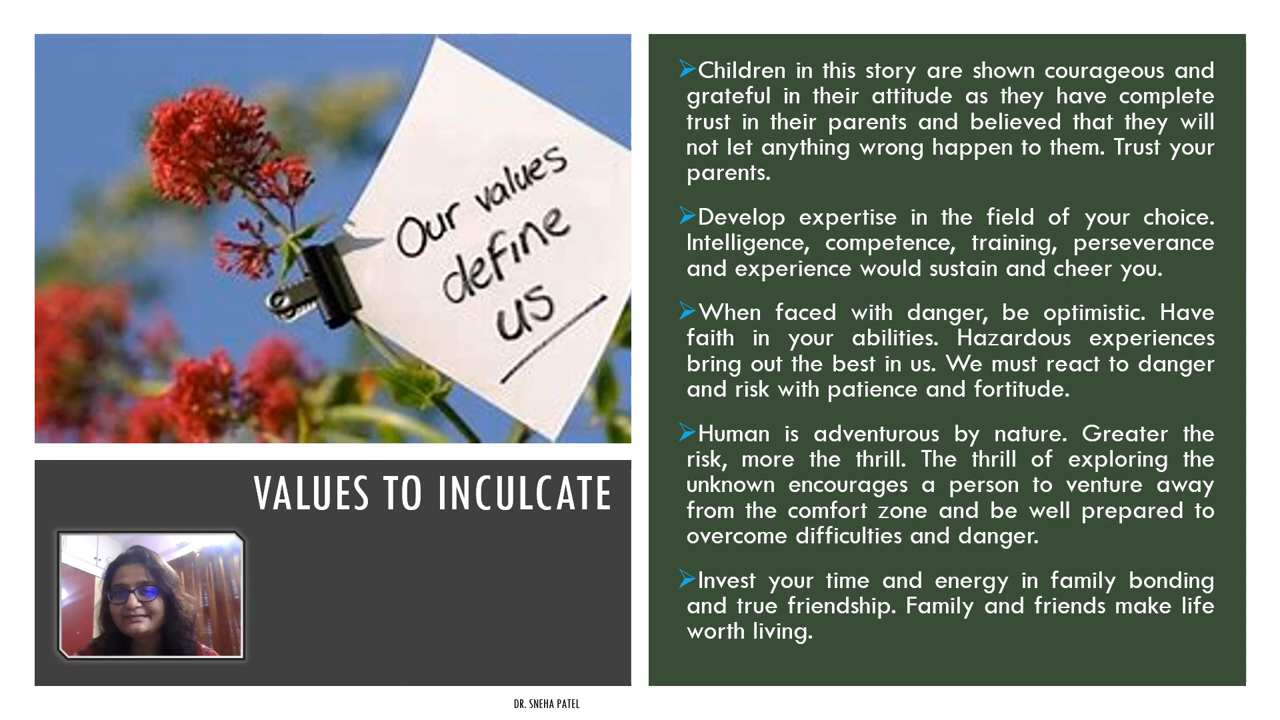 Our values
define
us
VALUES TO INCULCATE
Children in this story are shown courageous and
grateful in their attitude as they have complete
trust in their parents and believed that they will
not let anything wrong happen to them. Trust your
parents.
Develop expertise in the field of your choice.
Intelligence, competence, training, perseverance
and experience would sustain and cheer you.
When faced with danger, be optimistic. Have
faith in your abilities. Hazardous experiences
bring out the best in us. We must react to danger
and risk with patience and fortitude.
Human is adventurous by nature. Greater the
risk, more the thrill. The thrill of exploring the
unknown encourages a person to venture away
from the comfort zone and be well prepared to
overcome difficulties and danger.
Invest your time and energy in family bonding
and true friendship. Family and friends make life
worth living.
DR. SNEHA PATEL